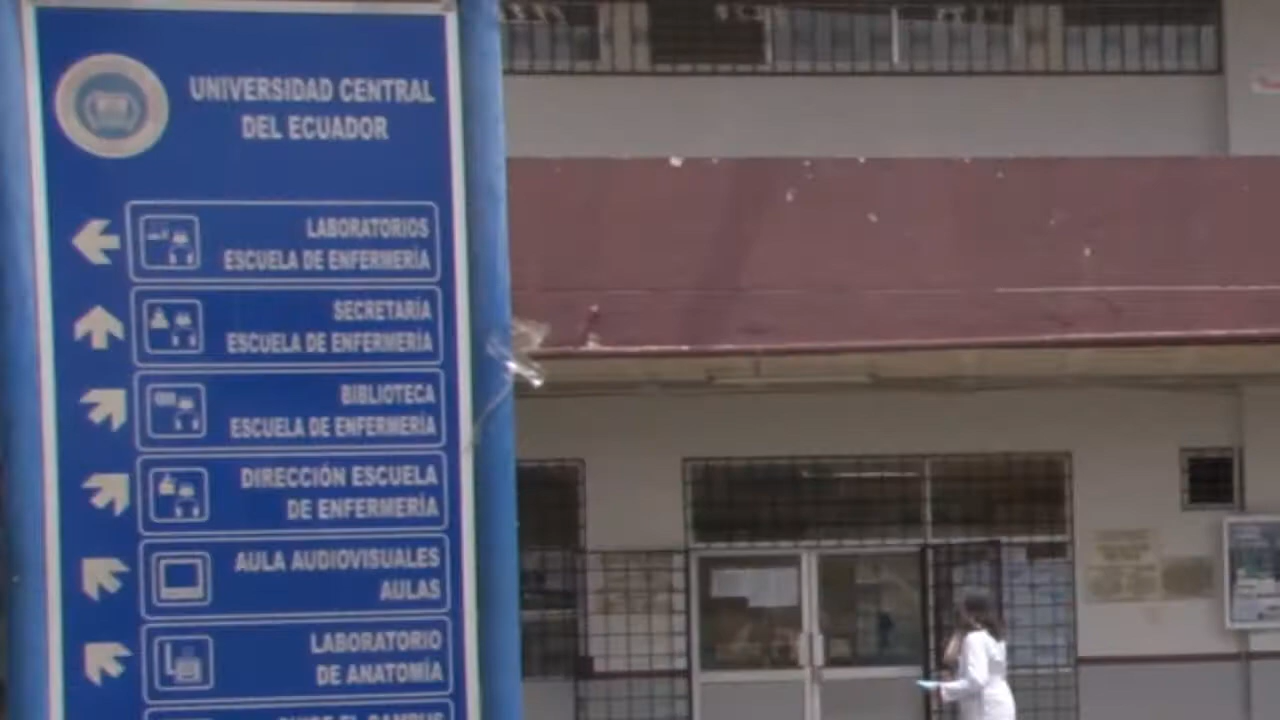 UNIVERSIDAD CENTRAL
DEL ECUADOR
LABORATORIOS
ESCUELA DE ENFERMERÍA
SECRETARÍA
ESCUELA DE ENFERMERÍA
BIBLIOTECA
ESCUELA DE ENFERMERÍA
DIRECCIÓN ESCUELA
DE ENFERMERÍA
AULA AUDIOVISUALES
AULAS
LABORATORIO
DE ANATOMÍA